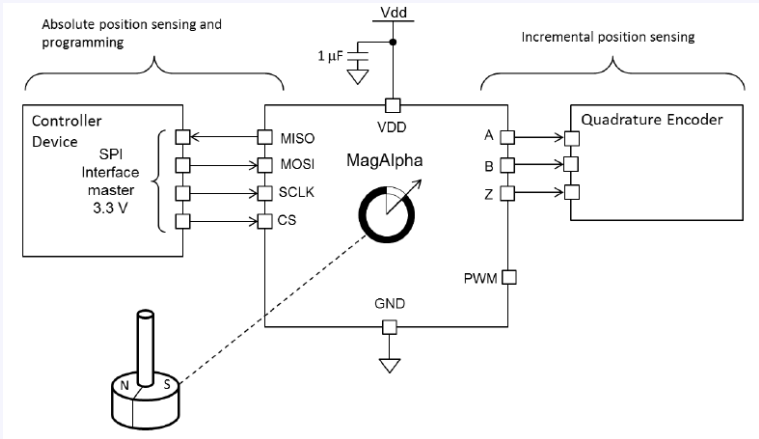 Absolute position sensing and
programming
Vdd
1 µF
Incremental position sensing
Controller
Device
SPI
Interface
master
3.3 V
MISO
MOSI
SCLK
CS
VDD
MagAlpha
A
B
Z
PWM
GND
Quadrature Encoder
N S